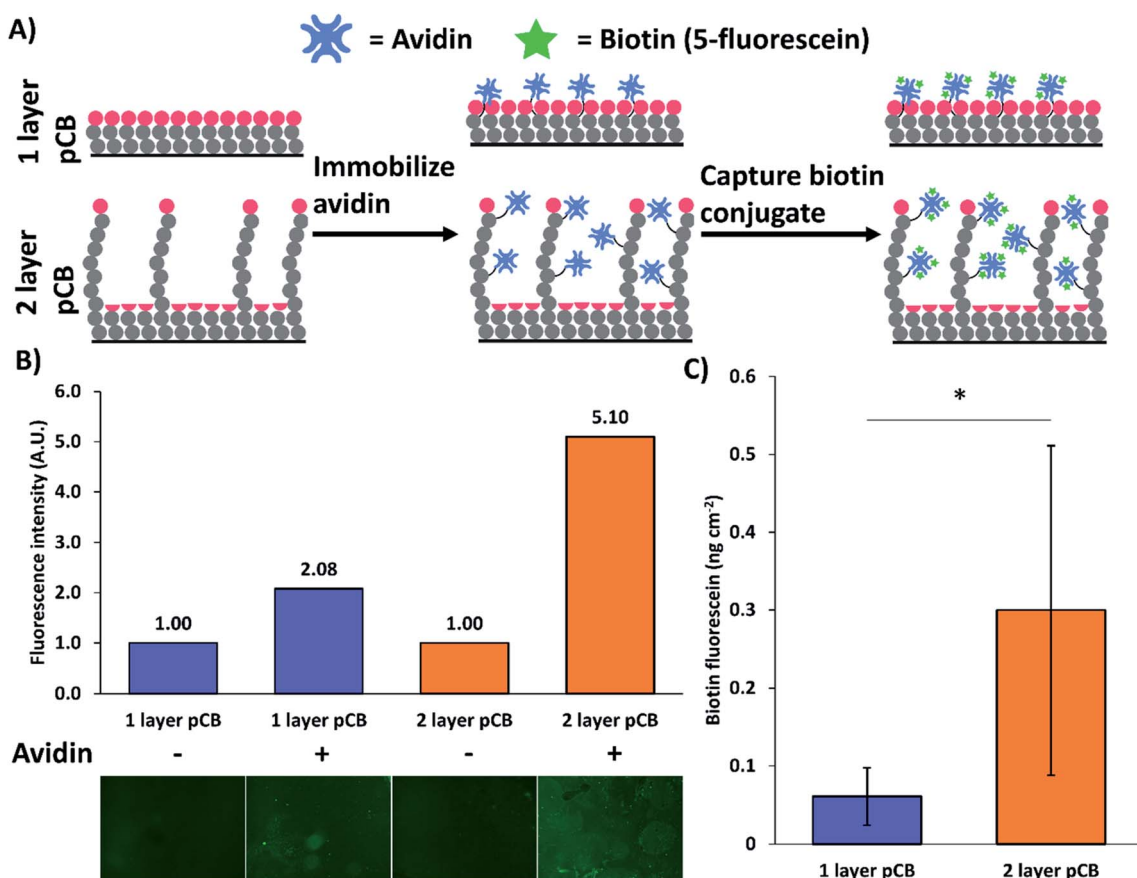 A)
= Avidin
= Biotin (5-fluorescein)
1 layer
pCB
Immobilize
avidin
Capture biotin
conjugate
2 layer
pCB
B)
Fluorescence intensity (A.U.)
6.0
5.0
4.0
3.0
2.0
1.0
0.0
1.00
2.08
1.00
5.10
1 layer pCB
1 layer pCB
2 layer pCB
2 layer pCB
Avidin - + - +
C)
Biotin fluorescein (ng cm⁻²)
0.6
0.5
0.4
0.3
0.2
0.1
0
*
1 layer pCB
2 layer pCB